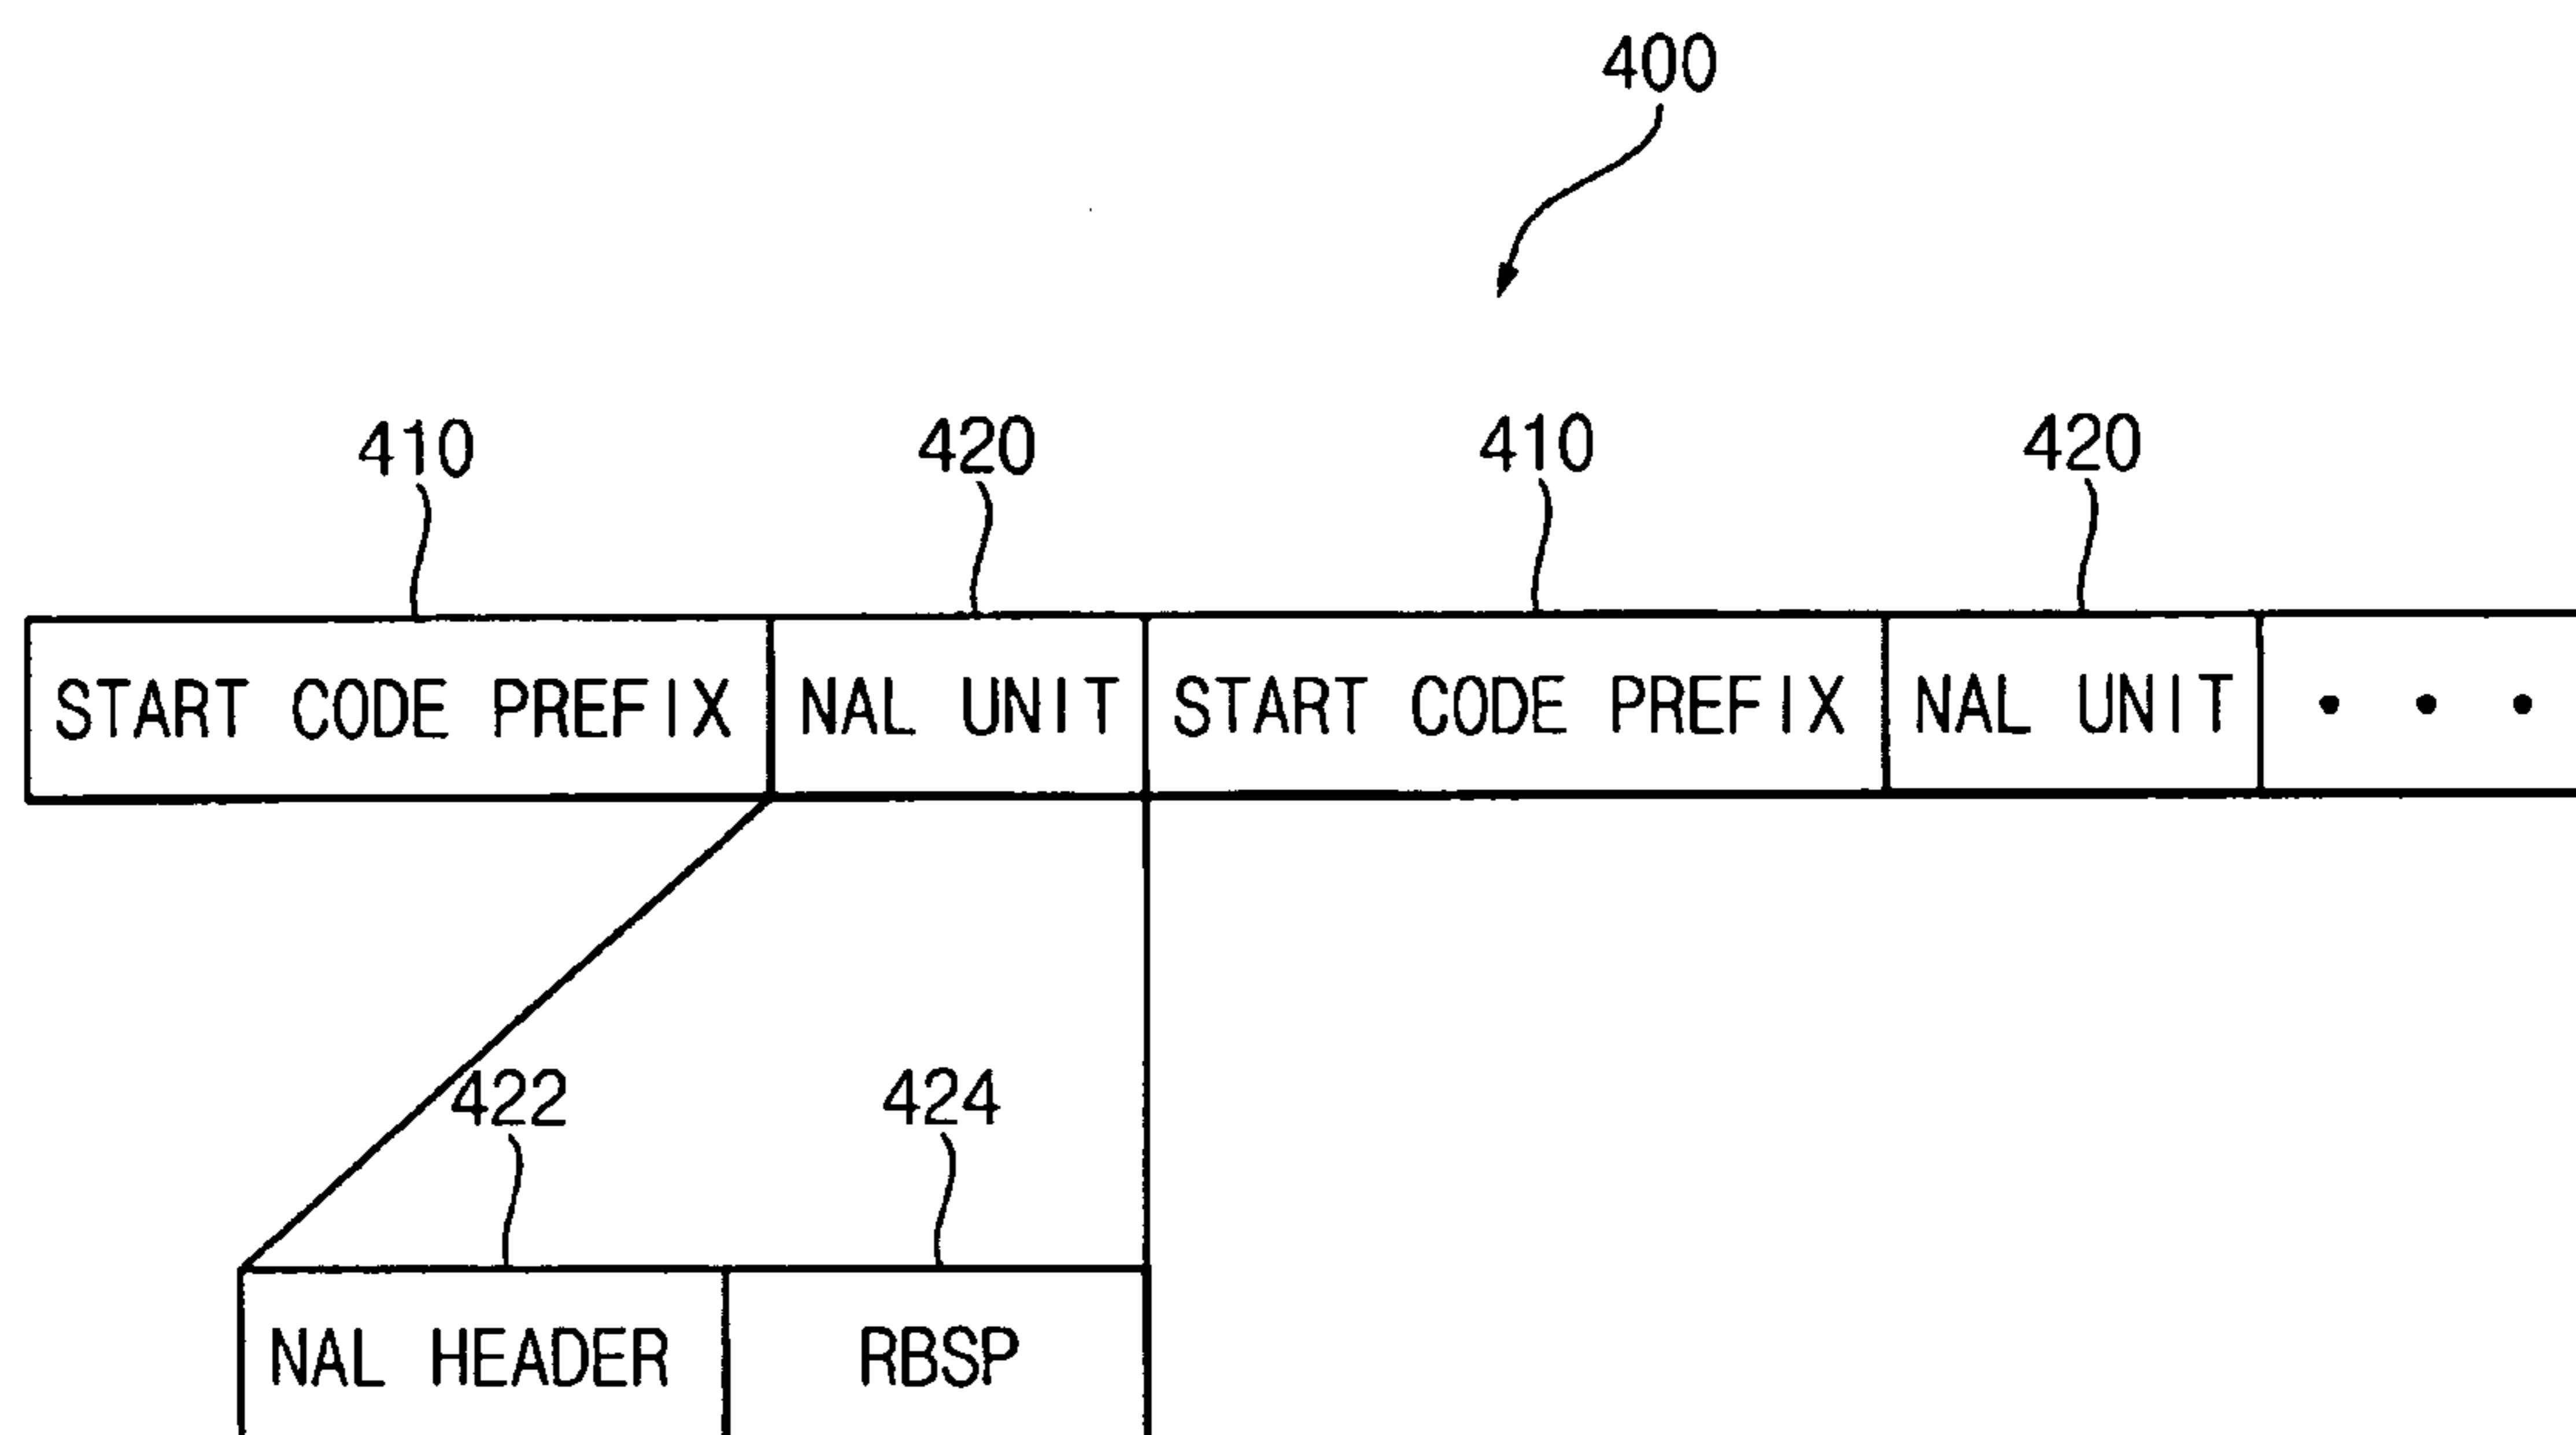 400
410 420 410 420
START CODE PREFIX NAL UNIT START CODE PREFIX NAL UNIT • • •
422 424
NAL HEADER RBSP